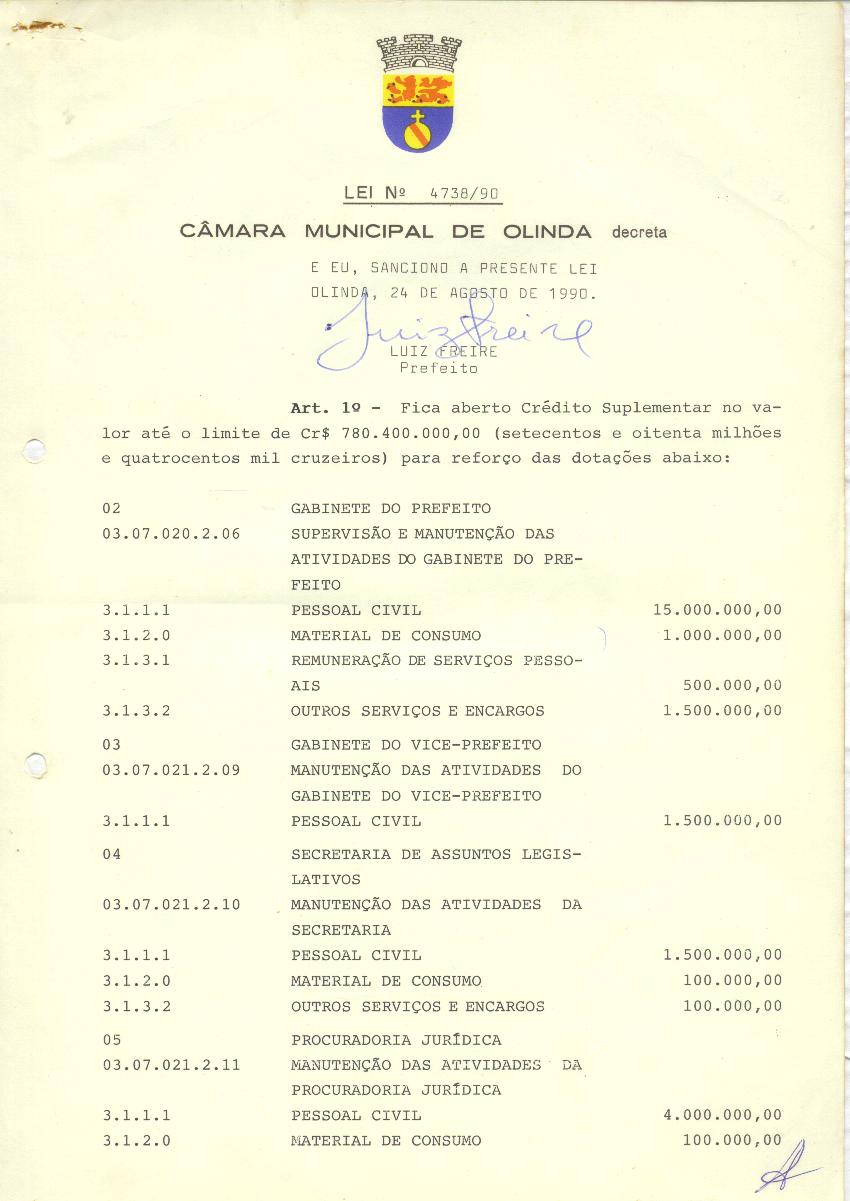 LEI Nº 4738/90
CÂMARA MUNICIPAL DE OLINDA decreta
E EU, SANCIONO A PRESENTE LEI
OLINDA, 24 DE AGOSTO DE 1990.
Luiz Freire
LUIZ FREIRE
Prefeito
Art. 1º - Fica aberto Crédito Suplementar no va-
lor até o limite de Cr$ 780.400.000,00 (setecentos e oitenta milhões
e quatrocentos mil cruzeiros) para reforço das dotações abaixo:
02 GABINETE DO PREFEITO
03.07.020.2.06 SUPERVISÃO E MANUTENÇÃO DAS
ATIVIDADES DO GABINETE DO PRE-
FEITO
3.1.1.1 PESSOAL CIVIL 15.000.000,00
3.1.2.0 MATERIAL DE CONSUMO 1.000.000,00
3.1.3.1 REMUNERAÇÃO DE SERVIÇOS PESSO-
AIS 500.000,00
3.1.3.2 OUTROS SERVIÇOS E ENCARGOS 1.500.000,00
03 GABINETE DO VICE-PREFEITO
03.07.021.2.09 MANUTENÇÃO DAS ATIVIDADES DO
GABINETE DO VICE-PREFEITO
3.1.1.1 PESSOAL CIVIL 1.500.000,00
04 SECRETARIA DE ASSUNTOS LEGIS-
LATIVOS
03.07.021.2.10 MANUTENÇÃO DAS ATIVIDADES DA
SECRETARIA
3.1.1.1 PESSOAL CIVIL 1.500.000,00
3.1.2.0 MATERIAL DE CONSUMO 100.000,00
3.1.3.2 OUTROS SERVIÇOS E ENCARGOS 100.000,00
05 PROCURADORIA JURÍDICA
03.07.021.2.11 MANUTENÇÃO DAS ATIVIDADES DA
PROCURADORIA JURÍDICA
3.1.1.1 PESSOAL CIVIL 4.000.000,00
3.1.2.0 MATERIAL DE CONSUMO 100.000,00